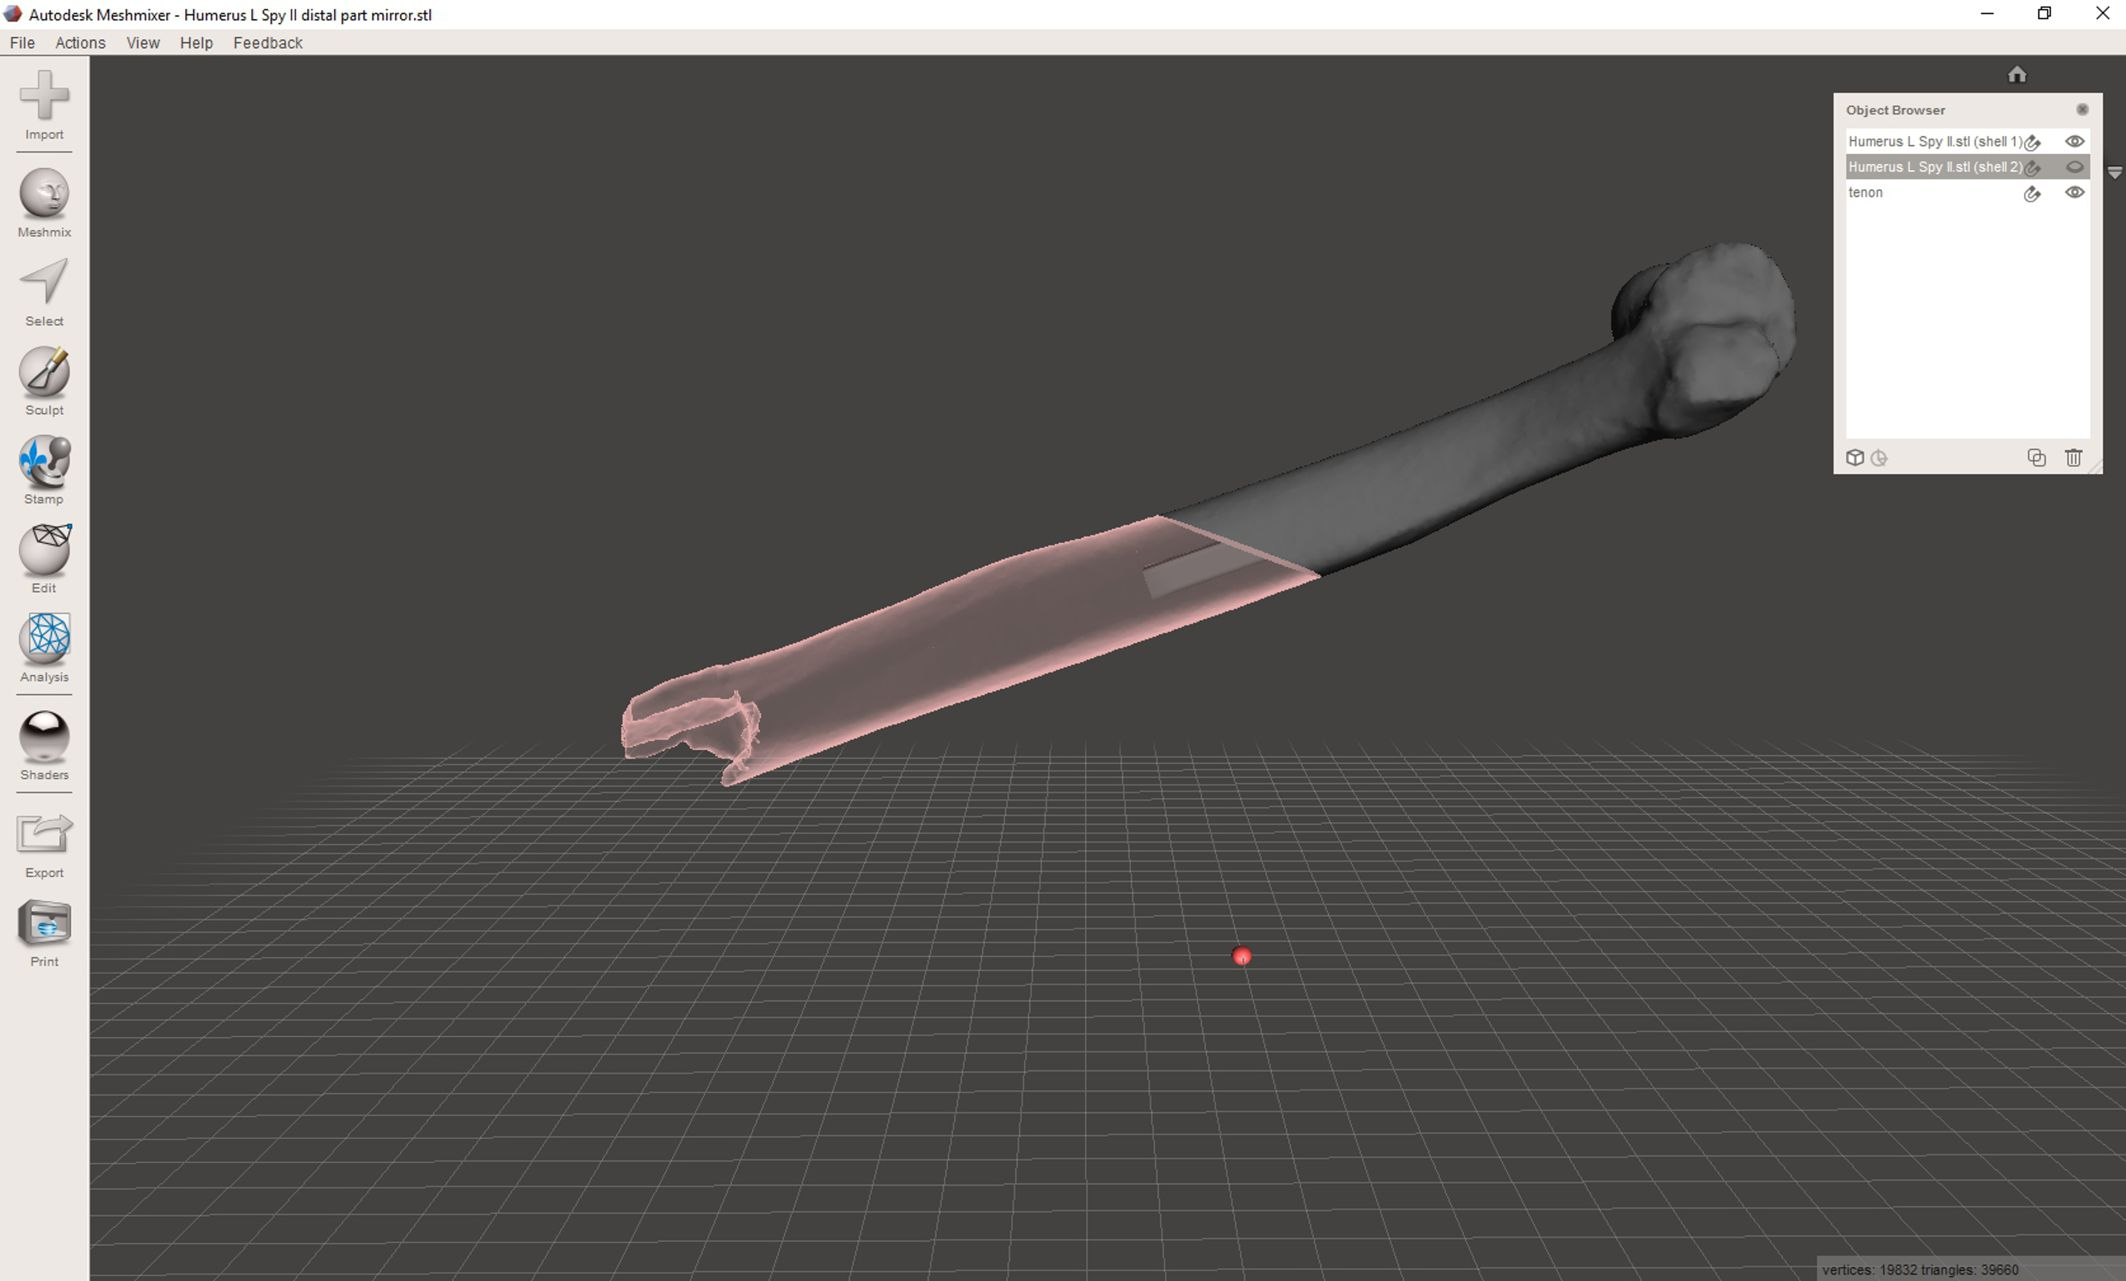 Autodesk Meshmixer - Humerus L Spy II distal part mirror.stl
File Actions View Help Feedback
Import
Meshmix
Select
Sculpt
Stamp
Edit
Analysis
Shaders
Export
Print
Object Browser
Humerus L Spy II.stl (shell 1)
Humerus L Spy II.stl (shell 2)
tenon
vertices: 19832 triangles: 39660